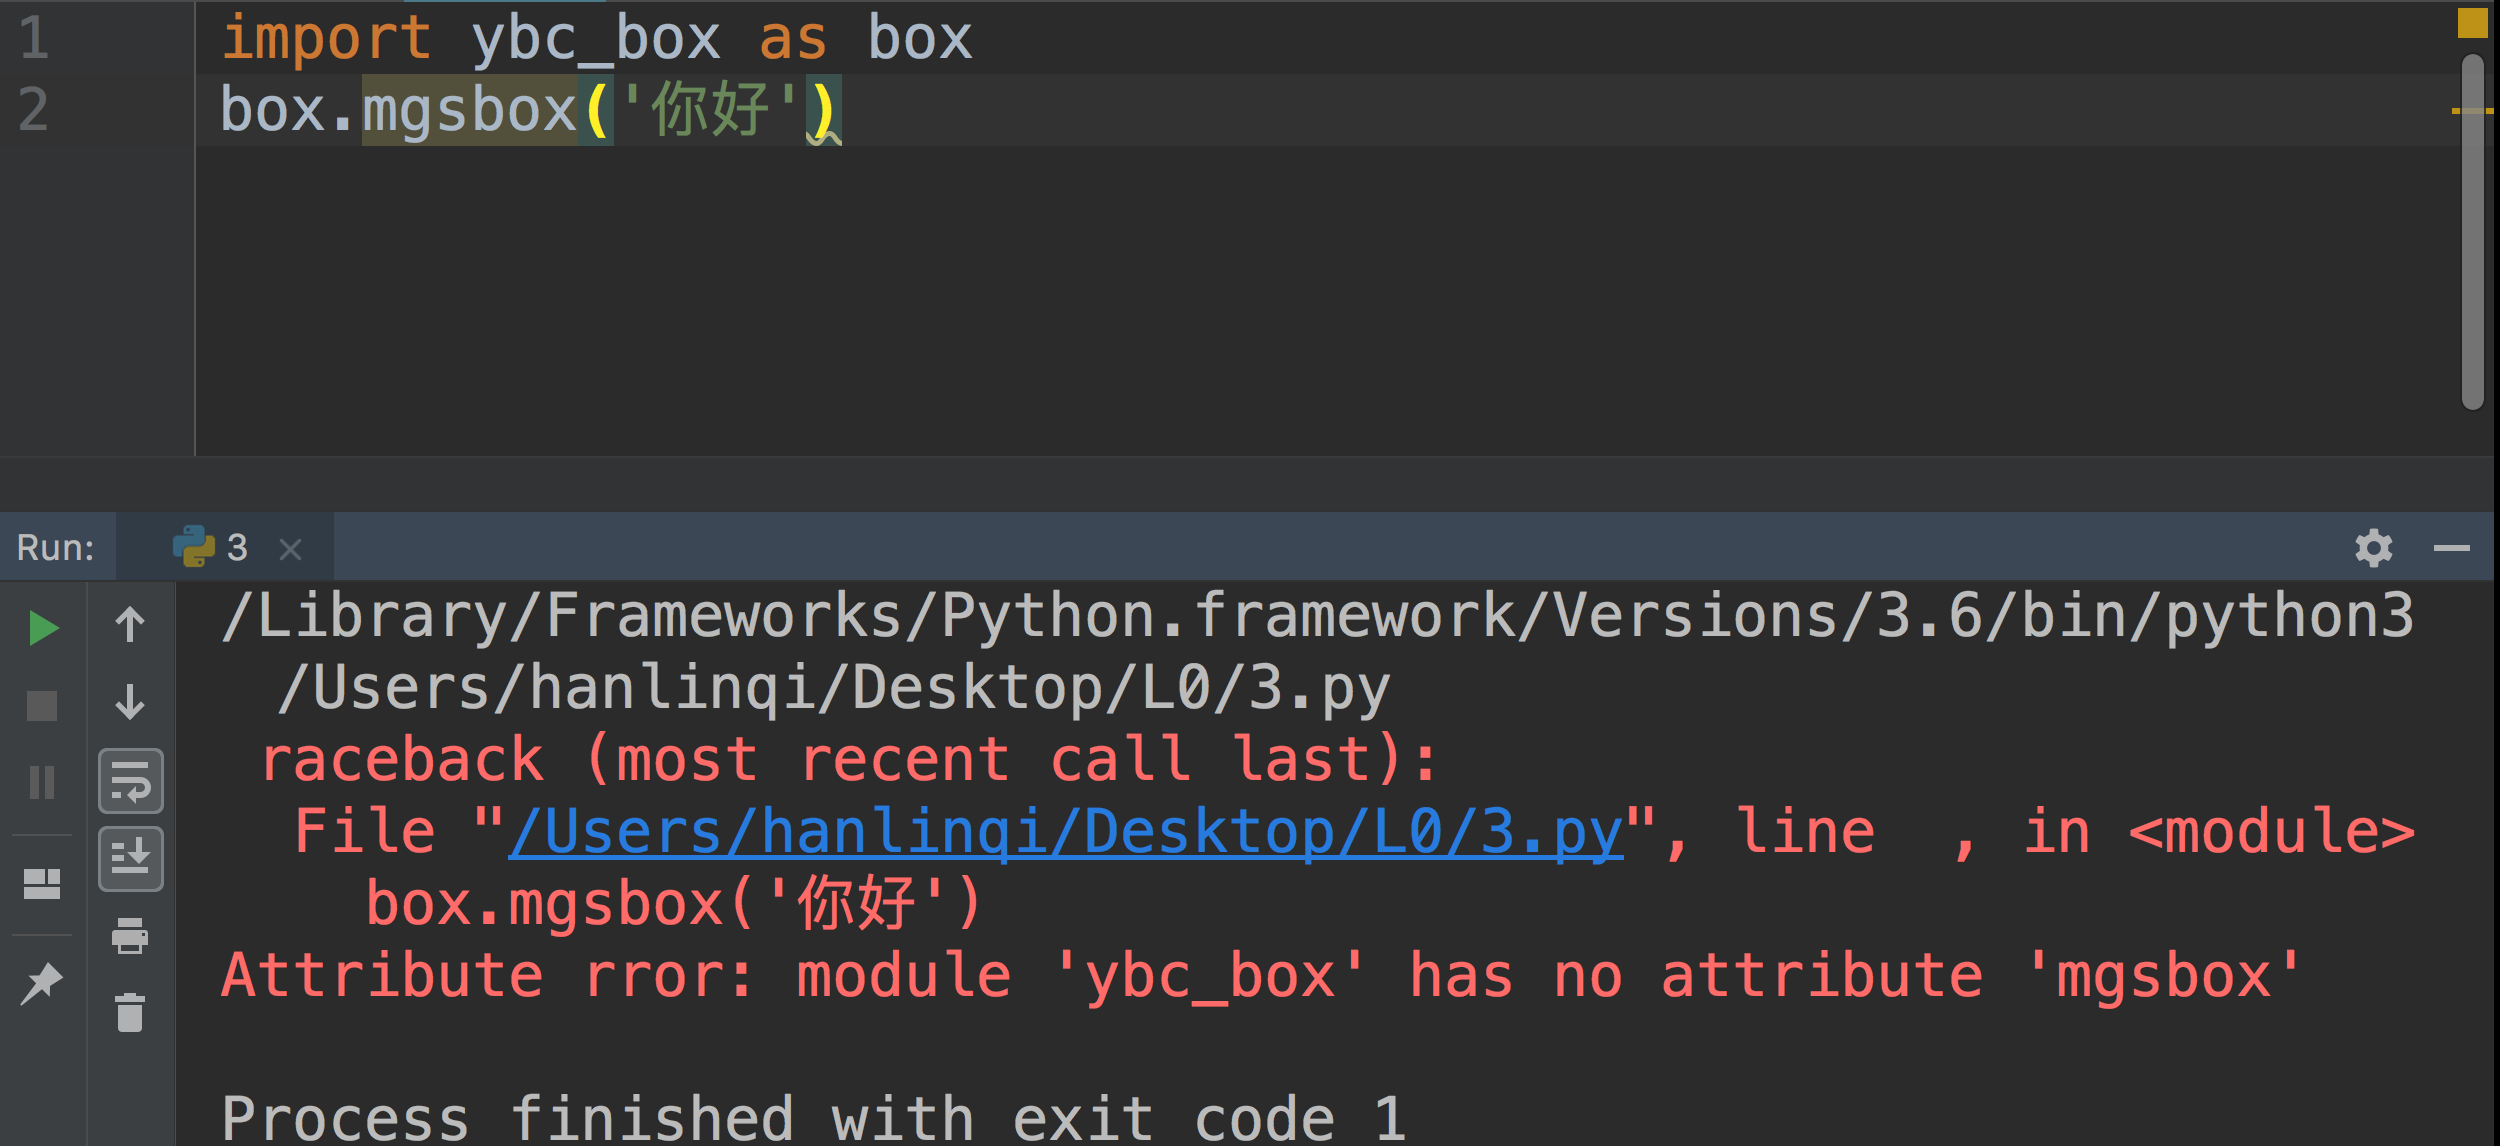 1 import ybc_box as box
2 box.mgsbox('你好')
Run: 3
/Library/Frameworks/Python.framework/Versions/3.6/bin/python3
/Users/hanlinqi/Desktop/L0/3.py
raceback (most recent call last):
File "/Users/hanlinqi/Desktop/L0/3.py", line , in <module>
box.mgsbox('你好')
Attribute rror: module 'ybc_box' has no attribute 'mgsbox'
Process finished with exit code 1